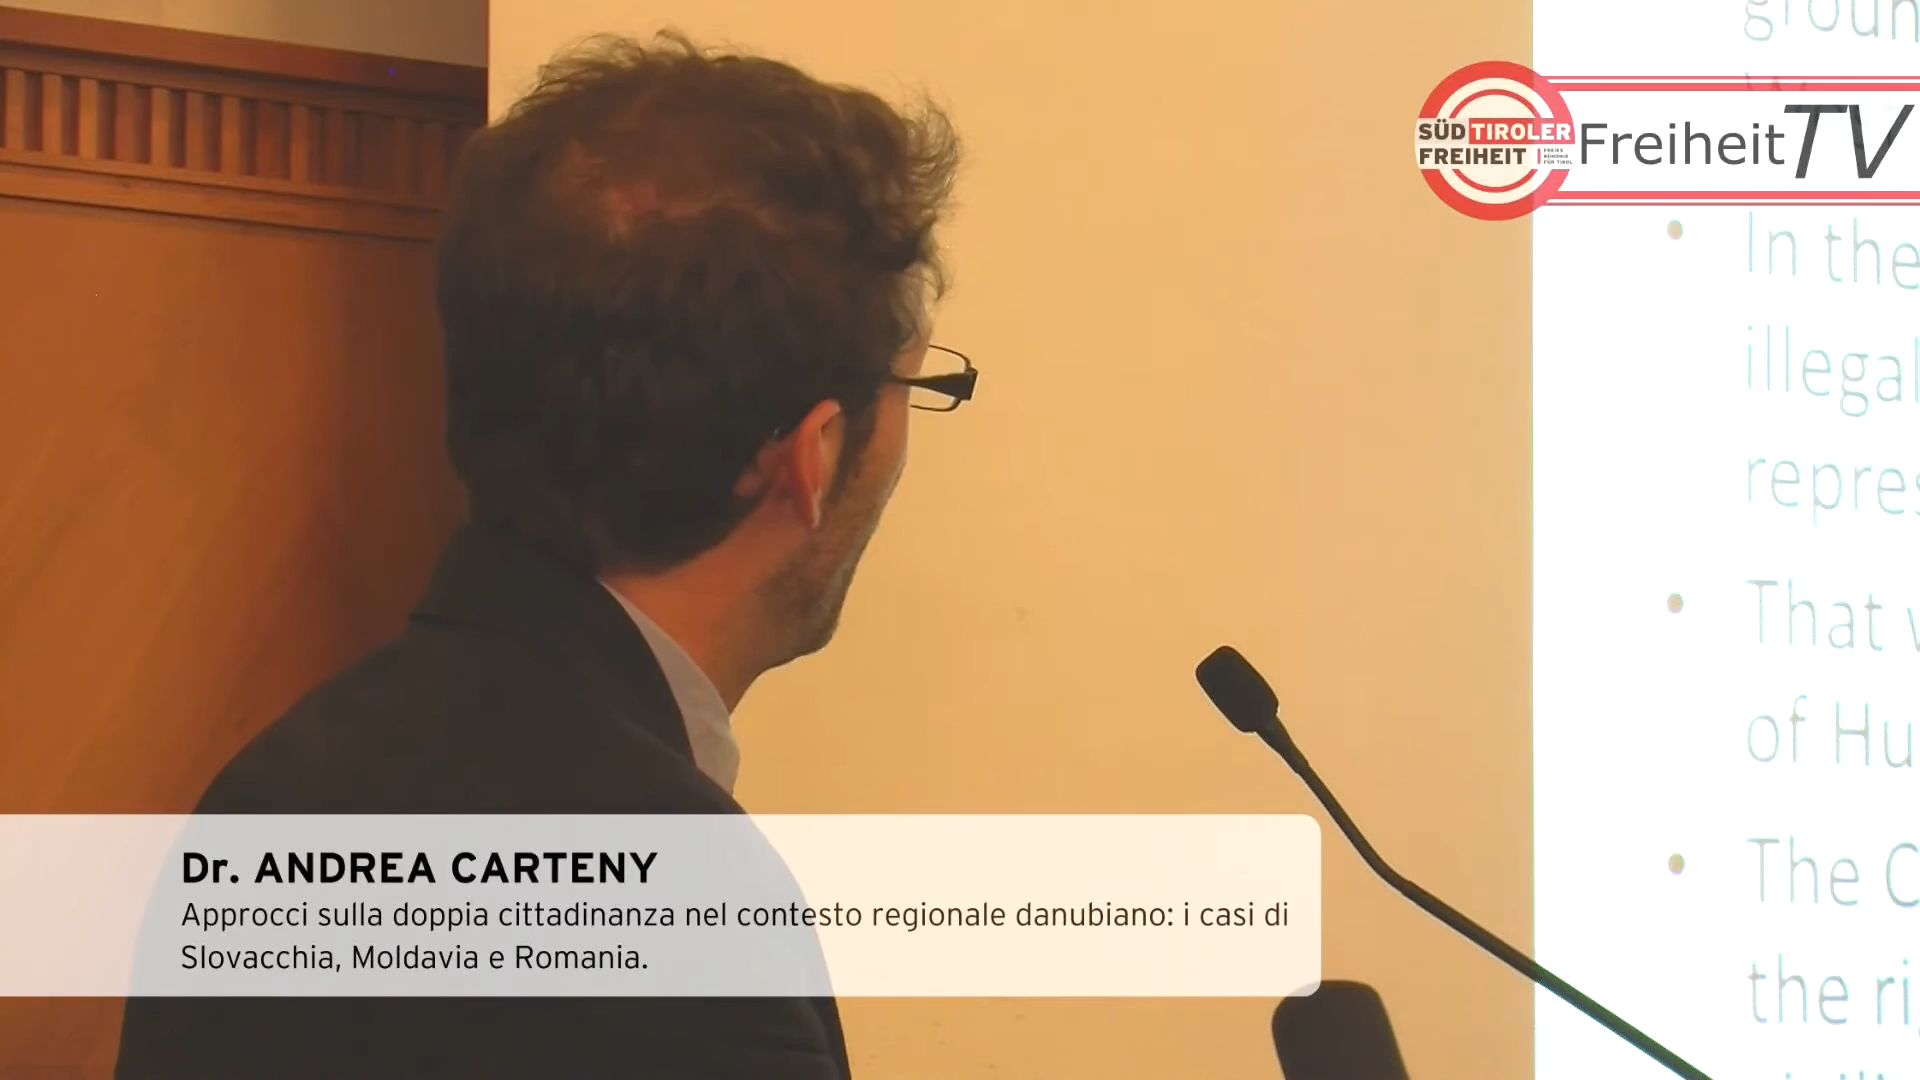 SÜD TIROLER
FREIHEIT
FreiheitTV
In the
illegal
That
of Hu
The C
the
Dr. ANDREA CARTENY
Approcci sulla doppia cittadinanza nel contesto regionale danubiano: i casi di
Slovacchia, Moldavia e Romania.